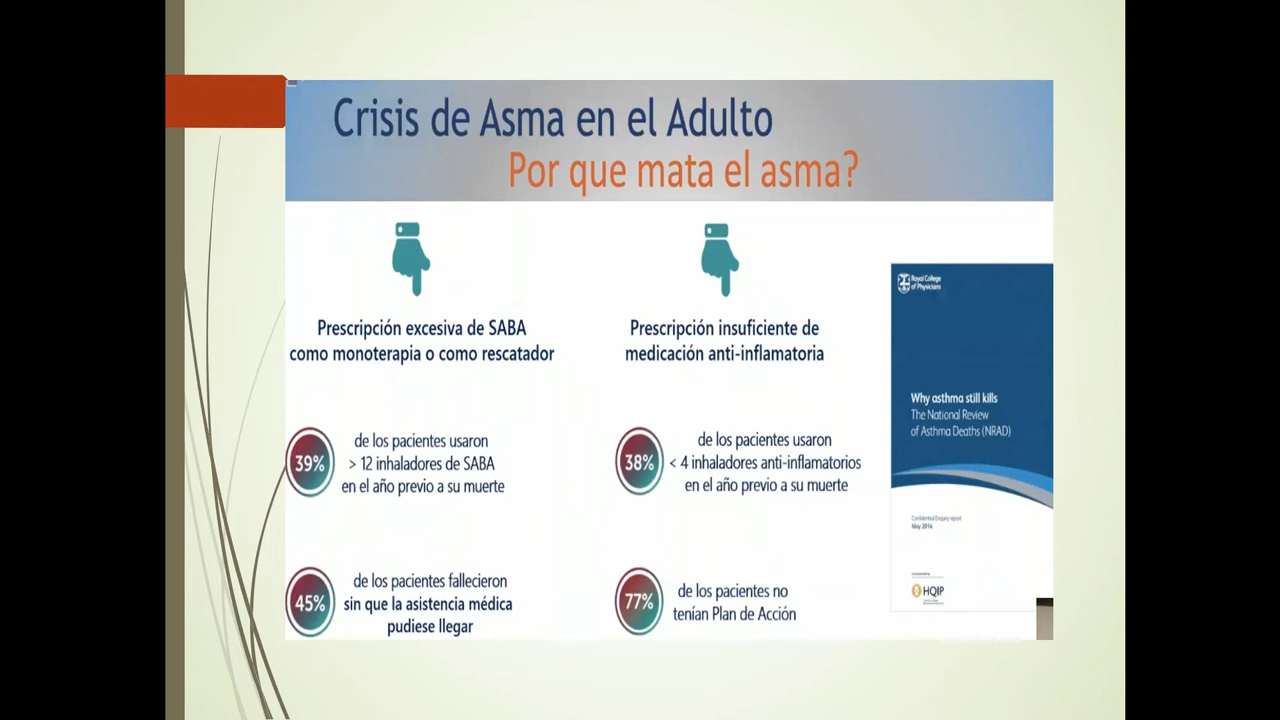 Crisis de Asma en el Adulto
Por que mata el asma?
Prescripción excesiva de SABA
como monoterapia o como rescatador
39%
de los pacientes usaron
> 12 inhaladores de SABA
en el año previo a su muerte
45%
de los pacientes fallecieron
sin que la asistencia médica
pudiese llegar
Prescripción insuficiente de
medicación anti-inflamatoria
38%
de los pacientes usaron
< 4 inhaladores anti-inflamatorios
en el año previo a su muerte
77%
de los pacientes no
tenían Plan de Acción
Royal College
of Physicians
Why asthma still kills
The National Review
of Asthma Deaths (NRAD)
Confidential Enquiry report
May 2014
HQIP